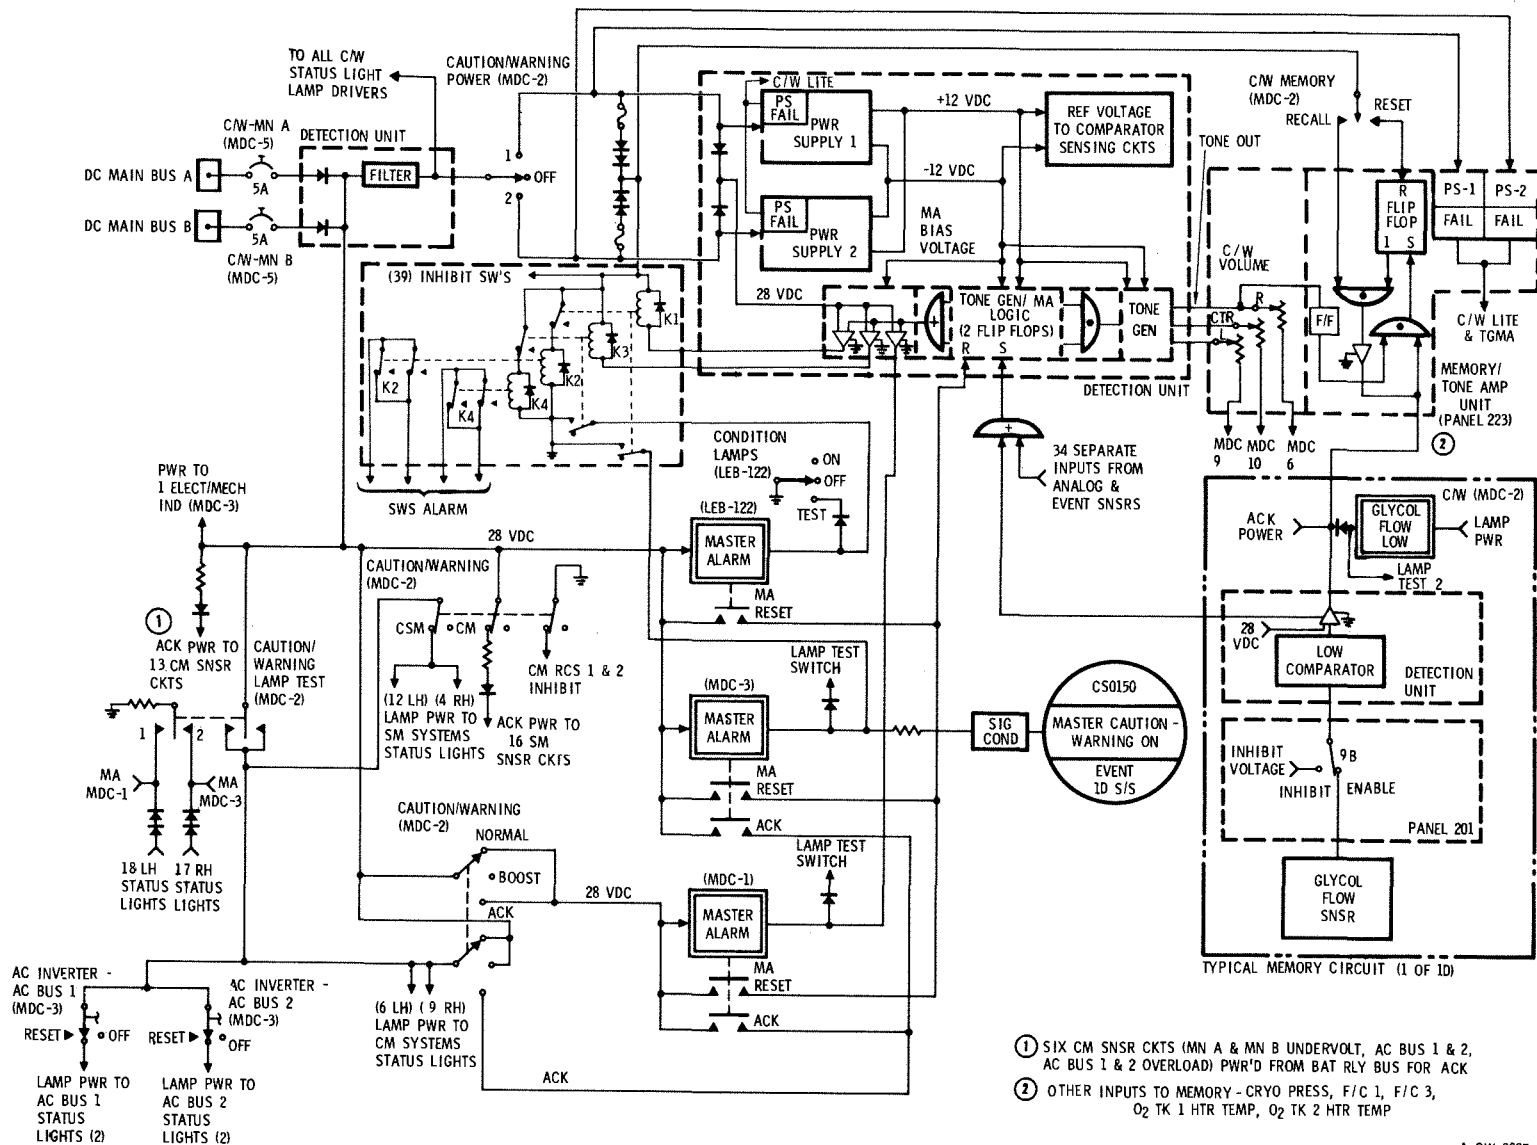 TO ALL C/W
STATUS LIGHT
LAMP DRIVERS
CAUTION/WARNING
POWER (MDC-2)
C/W-MN A
(MDC-5)
DETECTION UNIT
DC MAIN BUS A
5A
FILTER
DC MAIN BUS B
5A
C/W-MN B
(MDC-5)
1
OFF
2
C/W LITE
PS
FAIL
PWR
SUPPLY 1
PS
FAIL
PWR
SUPPLY 2
+12 VDC
-12 VDC
REF VOLTAGE
TO COMPARATOR
SENSING CKTS
MA
BIAS
VOLTAGE
28 VDC
+
TONE GEN/ MA
LOGIC
(2 FLIP FLOPS)
R
S
TONE
GEN
DETECTION UNIT
TONE OUT
C/W MEMORY
(MDC-2)
RESET
RECALL
R
FLIP
FLOP
1 S
PS-1
PS-2
FAIL
FAIL
C/W
VOLUME
R
CTR
L
F/F
C/W LITE
& TGMA
MEMORY/
TONE AMP
UNIT
(PANEL 223)
2
MDC
9
MDC
10
MDC
6
(39) INHIBIT SW'S
K1
K3
K2
K4
K2
K4
SWS ALARM
+
34 SEPARATE
INPUTS FROM
ANALOG &
EVENT SNSRS
CONDITION
LAMPS
(LEB-122)
ON
OFF
TEST
PWR TO
1 ELECT/MECH
IND (MDC-3)
28 VDC
(LEB-122)
MASTER
ALARM
MA
RESET
1
ACK PWR TO
13 CM SNSR
CKTS
CAUTION/
WARNING
LAMP TEST
(MDC-2)
1
2
MA
MDC-1
MA
MDC-3
18 LH
STATUS
LIGHTS
17 RH
STATUS
LIGHTS
CAUTION/WARNING
(MDC-2)
CSM
CM
CM RCS 1 & 2
INHIBIT
(12 LH) (4 RH)
LAMP PWR TO
SM SYSTEMS
STATUS LIGHTS
ACK PWR TO
16 SM
SNSR CKTS
LAMP TEST
SWITCH
(MDC-3)
MASTER
ALARM
MA
RESET
ACK
SIG
COND
CS0150
MASTER CAUTION -
WARNING ON
EVENT
1D S/S
CAUTION/WARNING
(MDC-2)
NORMAL
BOOST
ACK
28 VDC
LAMP TEST
SWITCH
(MDC-1)
MASTER
ALARM
MA
RESET
ACK
(6 LH) ( 9 RH)
LAMP PWR TO
CM SYSTEMS
STATUS LIGHTS
ACK
AC INVERTER -
AC BUS 1
(MDC-3)
RESET
OFF
LAMP PWR TO
AC BUS 1
STATUS
LIGHTS (2)
AC INVERTER -
AC BUS 2
(MDC-3)
RESET
OFF
LAMP PWR TO
AC BUS 2
STATUS
LIGHTS (2)
C/W (MDC-2)
ACK
POWER
GLYCOL
FLOW
LOW
LAMP
PWR
LAMP
TEST 2
28
VDC
LOW
COMPARATOR
DETECTION
UNIT
INHIBIT
VOLTAGE
9B
INHIBIT
ENABLE
PANEL 201
GLYCOL
FLOW
SNSR
TYPICAL MEMORY CIRCUIT (1 OF 1D)
1 SIX CM SNSR CKTS (MN A & MN B UNDERVOLT, AC BUS 1 & 2,
AC BUS 1 & 2 OVERLOAD) PWR'D FROM BAT RLY BUS FOR ACK
2 OTHER INPUTS TO MEMORY - CRYO PRESS, F/C 1, F/C 3,
O2 TK 1 HTR TEMP, O2 TK 2 HTR TEMP